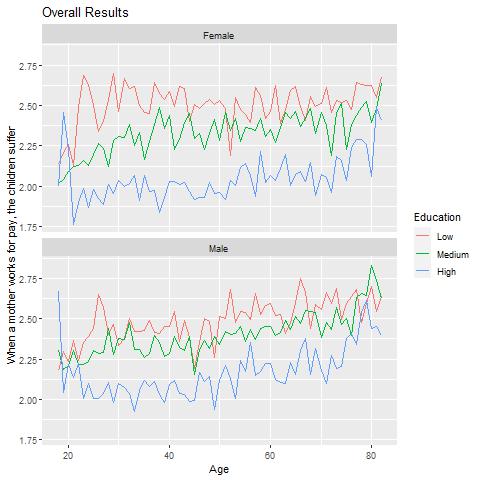 Overall Results
Female
2.75
2.50
2.25
2.00
1.75
Male
2.75
2.50
2.25
2.00
1.75
20
40
60
80
Age
When a mother works for pay, the children suffer
Education
Low
Medium
High